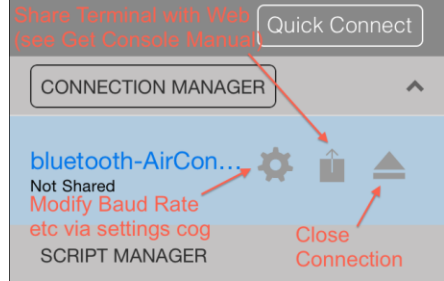 Share Terminal with Web
(see Get Console Manual)
Quick Connect
CONNECTION MANAGER
bluetooth-AirCon...
Not Shared
Modify Baud Rate
etc via settings cog
Close
Connection
SCRIPT MANAGER